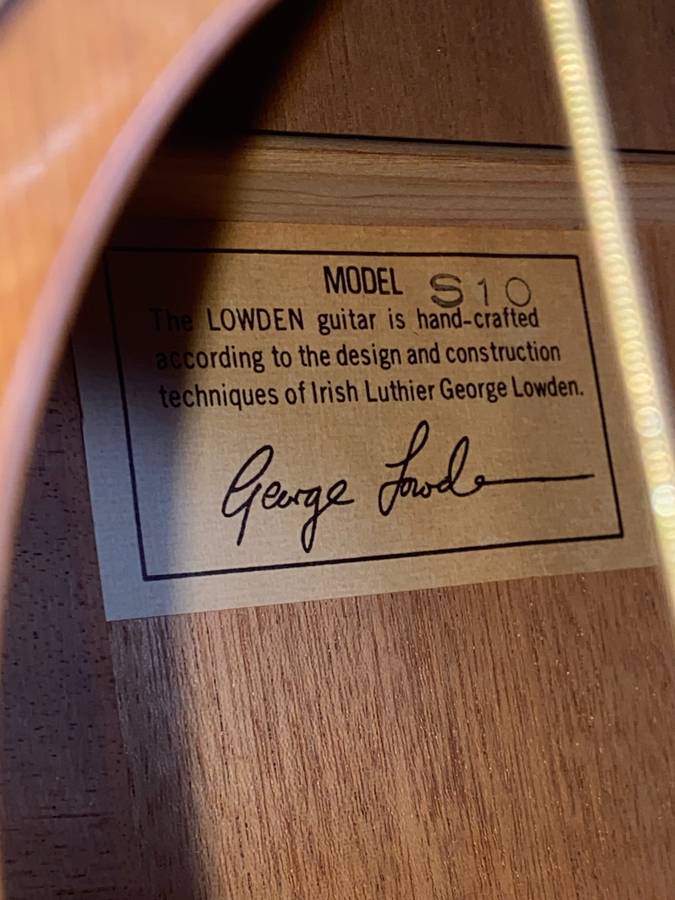 MODEL S10
The LOWDEN guitar is hand-crafted
according to the design and construction
techniques of Irish Luthier George Lowden.
George Lowden